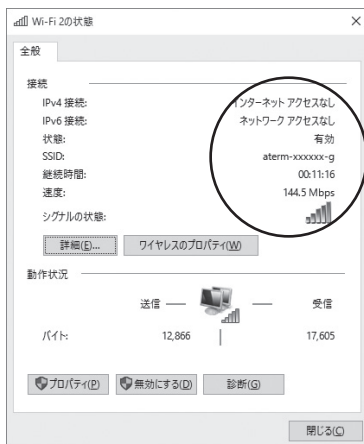 Wi-Fi 2の状態
全般
接続
IPv4 接続: インターネット アクセスなし
IPv6 接続: ネットワーク アクセスなし
状態: 有効
SSID: aterm-xxxxxx-g
継続時間: 00:11:16
速度: 144.5 Mbps
シグナルの状態:
詳細(E)... ワイヤレスのプロパティ(W)
動作状況
送信 受信
バイト: 12,866 17,605
プロパティ(P) 無効にする(D) 診断(G)
閉じる(C)